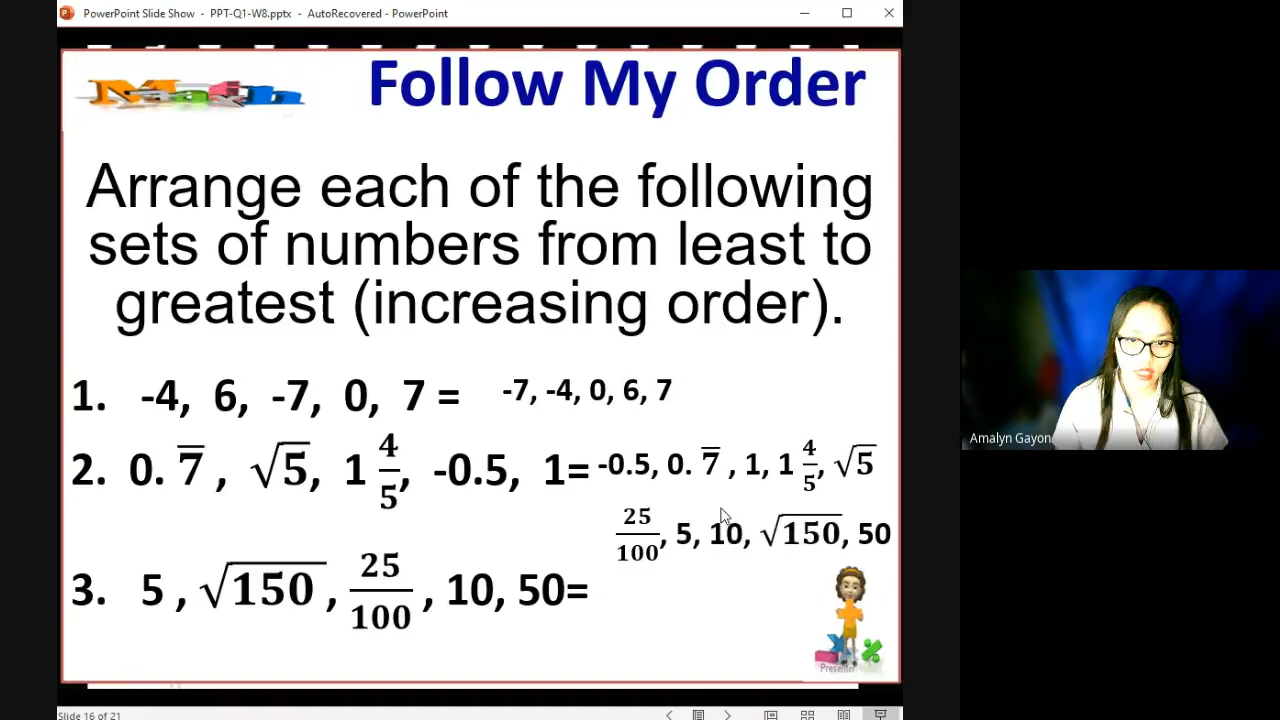 PowerPoint Slide Show - PPT-Q1-W8.pptx - AutoRecovered - PowerPoint
Math
Follow My Order
Arrange each of the following
sets of numbers from least to
greatest (increasing order).
1. -4, 6, -7, 0, 7 = -7, -4, 0, 6, 7
2. 0.7̅ , √5, 1 4/5, -0.5, 1= -0.5, 0.7̅ , 1, 1 4/5, √5
25/100, 5, 10, √150, 50
3. 5 , √150 , 25/100 , 10, 50=
Presenter
Slide 16 of 21
Amalyn Gayon